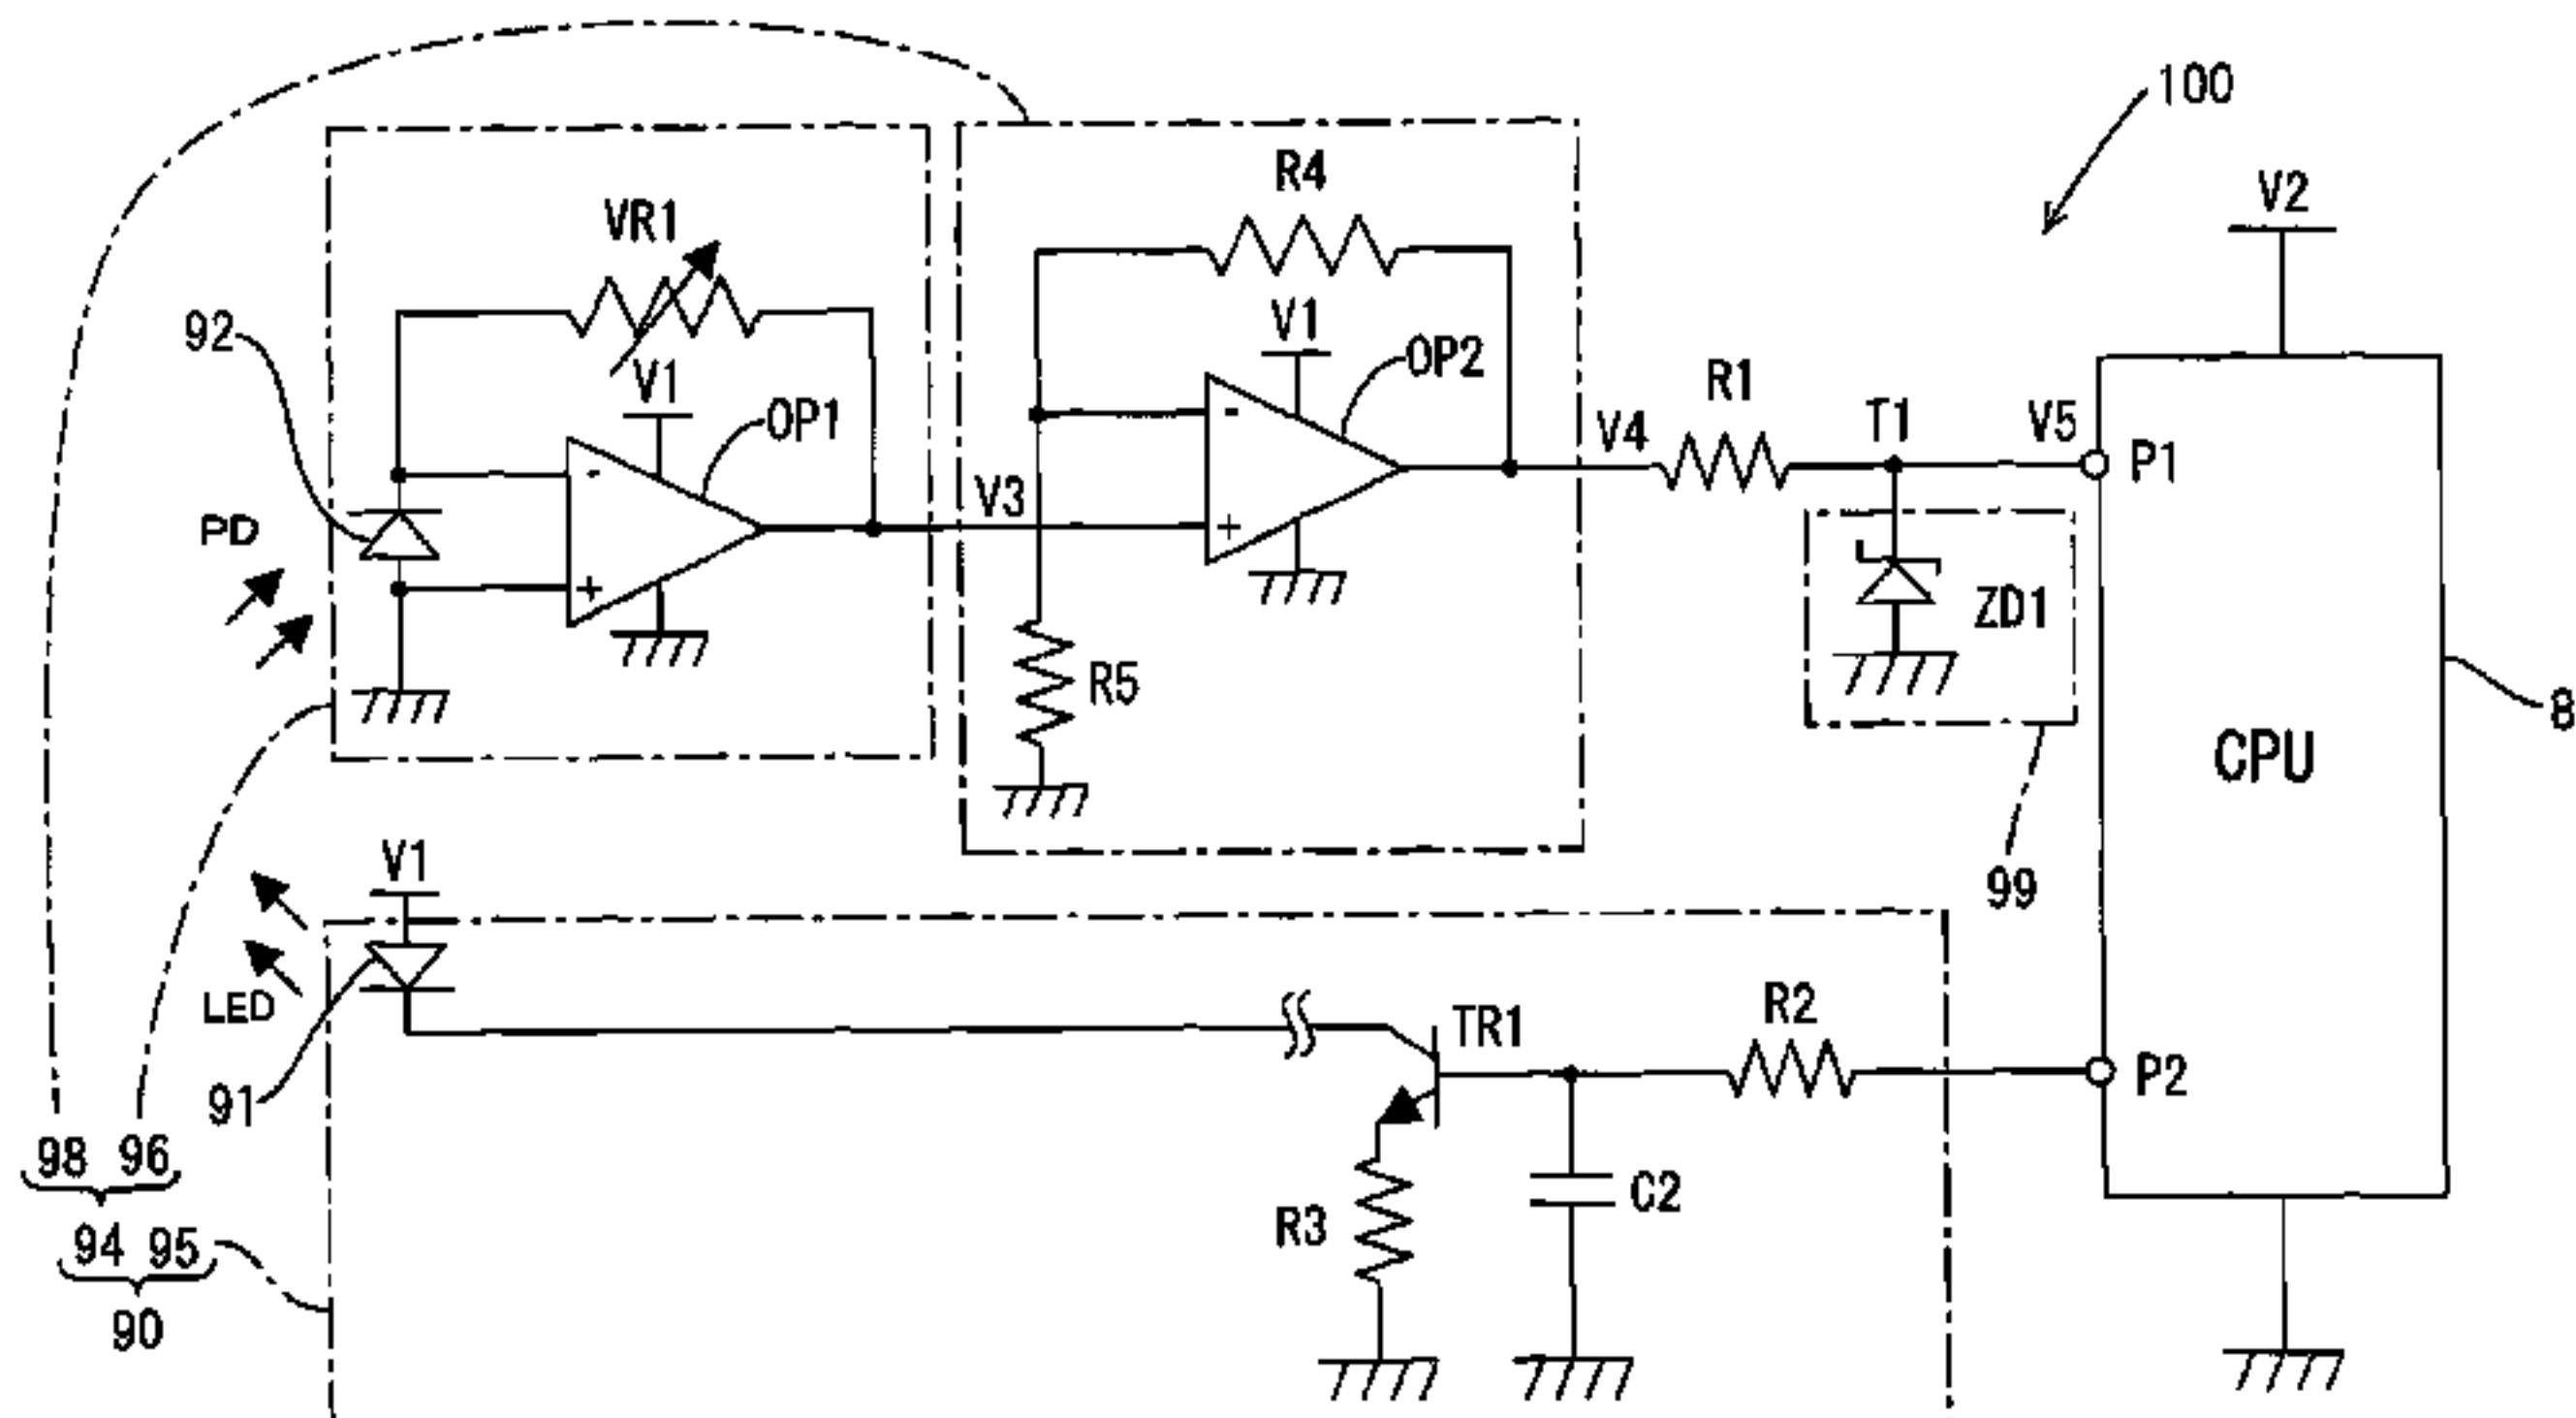 100
R4
V2
VR1
92
V1
V1
OP1
OP2
R1
T1
V5
V4
P1
-
-
PD
V3
+
+
ZD1
R5
8
CPU
V1
99
LED
TR1
R2
P2
91
98 96
C2
R3
94 95
90